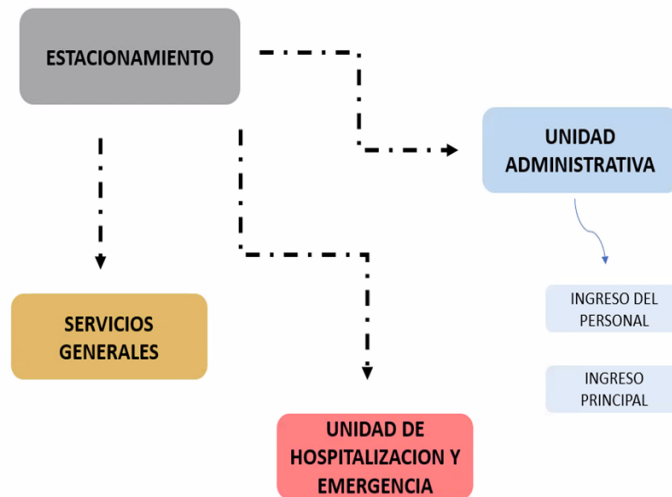 ESTACIONAMIENTO
UNIDAD
ADMINISTRATIVA
INGRESO DEL
PERSONAL
SERVICIOS
GENERALES
INGRESO
PRINCIPAL
UNIDAD DE
HOSPITALIZACION Y
EMERGENCIA